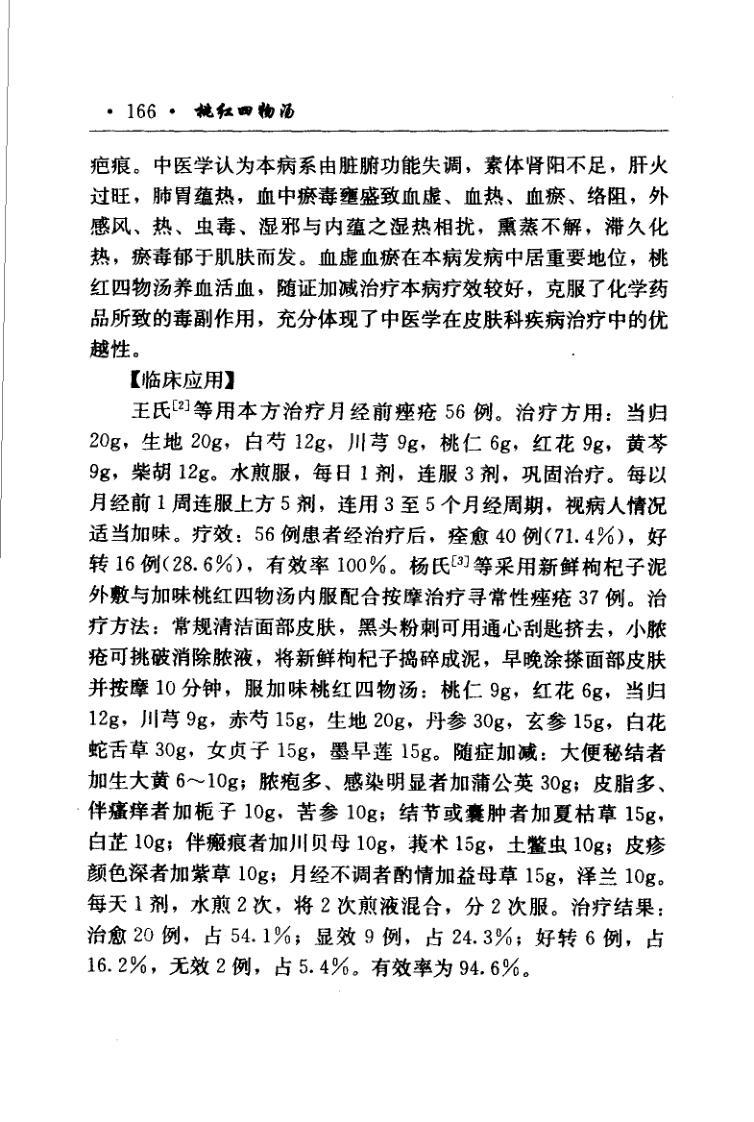 · 166 · 桃红四物汤
疤痕。中医学认为本病系由脏腑功能失调，素体肾阳不足，肝火
过旺，肺胃蕴热，血中瘀毒壅盛致血虚、血热、血瘀、络阻，外
感风、热、虫毒、湿邪与内蕴之湿热相扰，熏蒸不解，滞久化
热，瘀毒郁于肌肤而发。血虚血瘀在本病发病中居重要地位，桃
红四物汤养血活血，随证加减治疗本病疗效较好，克服了化学药
品所致的毒副作用，充分体现了中医学在皮肤科疾病治疗中的优
越性。
【临床应用】
王氏[2]等用本方治疗月经前痤疮 56 例。治疗方用：当归
20g，生地 20g，白芍 12g，川芎 9g，桃仁 6g，红花 9g，黄芩
9g，柴胡 12g。水煎服，每日 1 剂，连服 3 剂，巩固治疗。每以
月经前 1 周连服上方 5 剂，连用 3 至 5 个月经周期，视病人情况
适当加味。疗效：56 例患者经治疗后，痊愈 40 例(71.4%)，好
转 16 例(28.6%)，有效率 100%。杨氏[3]等采用新鲜枸杞子泥
外敷与加味桃红四物汤内服配合按摩治疗寻常性痤疮 37 例。治
疗方法：常规清洁面部皮肤，黑头粉刺可用通心刮匙挤去，小脓
疮可挑破消除脓液，将新鲜枸杞子捣碎成泥，早晚涂搽面部皮肤
并按摩 10 分钟，服加味桃红四物汤：桃仁 9g，红花 6g，当归
12g，川芎 9g，赤芍 15g，生地 20g，丹参 30g，玄参 15g，白花
蛇舌草 30g，女贞子 15g，墨早莲 15g。随症加减：大便秘结者
加生大黄 6～10g；脓疱多、感染明显者加蒲公英 30g；皮脂多、
伴瘙痒者加栀子 10g，苦参 10g；结节或囊肿者加夏枯草 15g，
白芷 10g；伴瘢痕者加川贝母 10g，莪术 15g，土鳖虫 10g；皮疹
颜色深者加紫草 10g；月经不调者酌情加益母草 15g，泽兰 10g。
每天 1 剂，水煎 2 次，将 2 次煎液混合，分 2 次服。治疗结果：
治愈 20 例，占 54.1%；显效 9 例，占 24.3%；好转 6 例，占
16.2%，无效 2 例，占 5.4%。有效率为 94.6%。